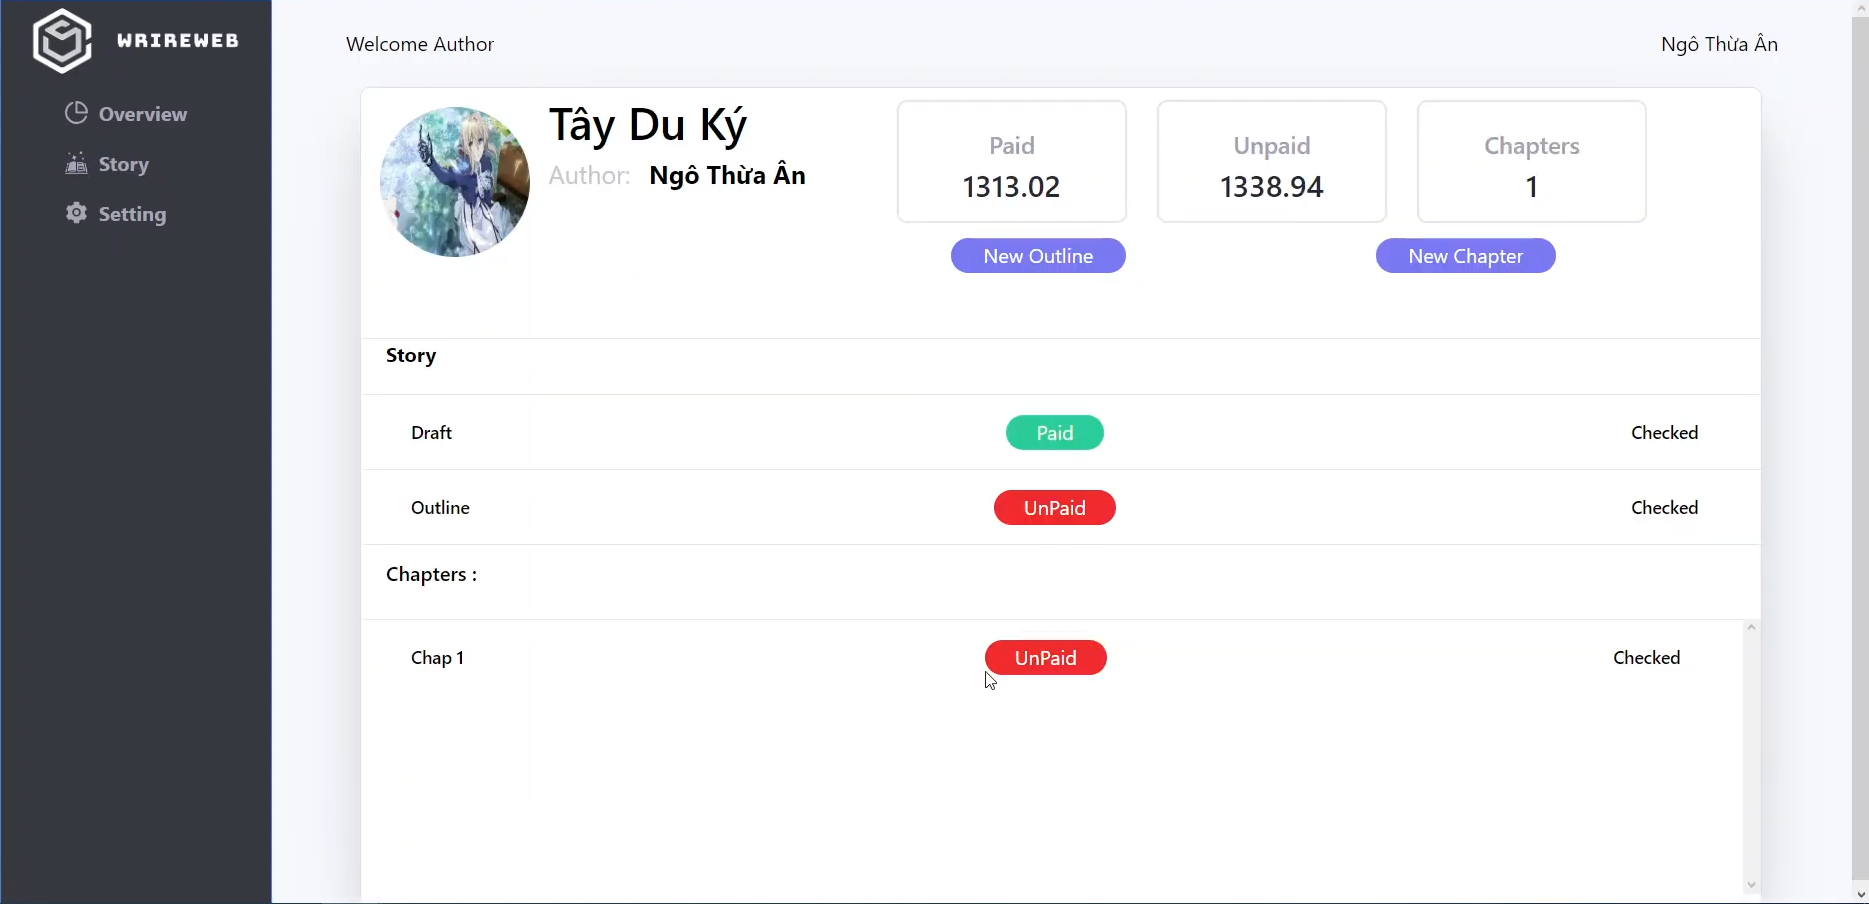 WRIREWEB
Overview
Story
Setting
Welcome Author
Ngô Thừa Ân
Tây Du Ký
Author: Ngô Thừa Ân
Paid
1313.02
Unpaid
1338.94
Chapters
1
New Outline
New Chapter
Story
Draft Paid Checked
Outline UnPaid Checked
Chapters :
Chap 1 UnPaid Checked